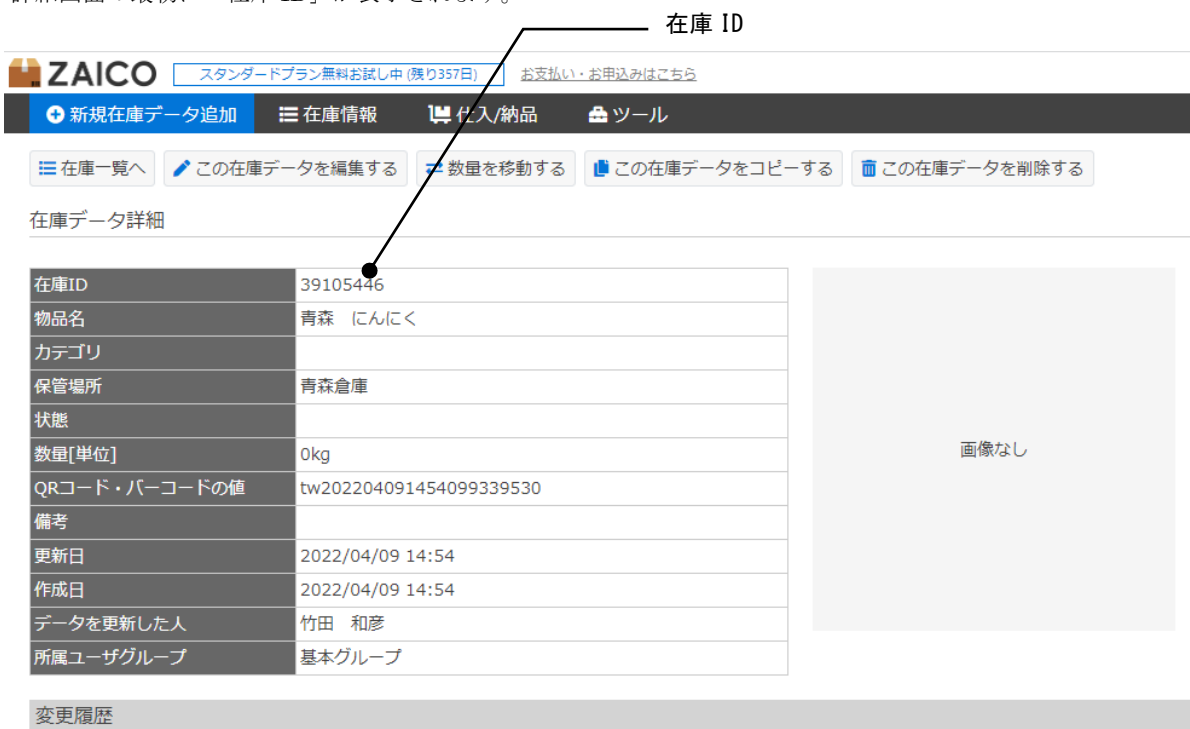 在庫 ID
ZAICO スタンダードプラン無料お試し中 (残り357日) お支払い・お申込みはこちら
新規在庫データ追加 在庫情報 仕入/納品 ツール
在庫一覧へ この在庫データを編集する 数量を移動する この在庫データをコピーする この在庫データを削除する
在庫データ詳細
在庫ID 39105446
物品名 青森 にんにく
カテゴリ
保管場所 青森倉庫
状態
数量[単位] 0kg
画像なし
QRコード・バーコードの値 tw202204091454099339530
備考
更新日 2022/04/09 14:54
作成日 2022/04/09 14:54
データを更新した人 竹田 和彦
所属ユーザグループ 基本グループ
変更履歴